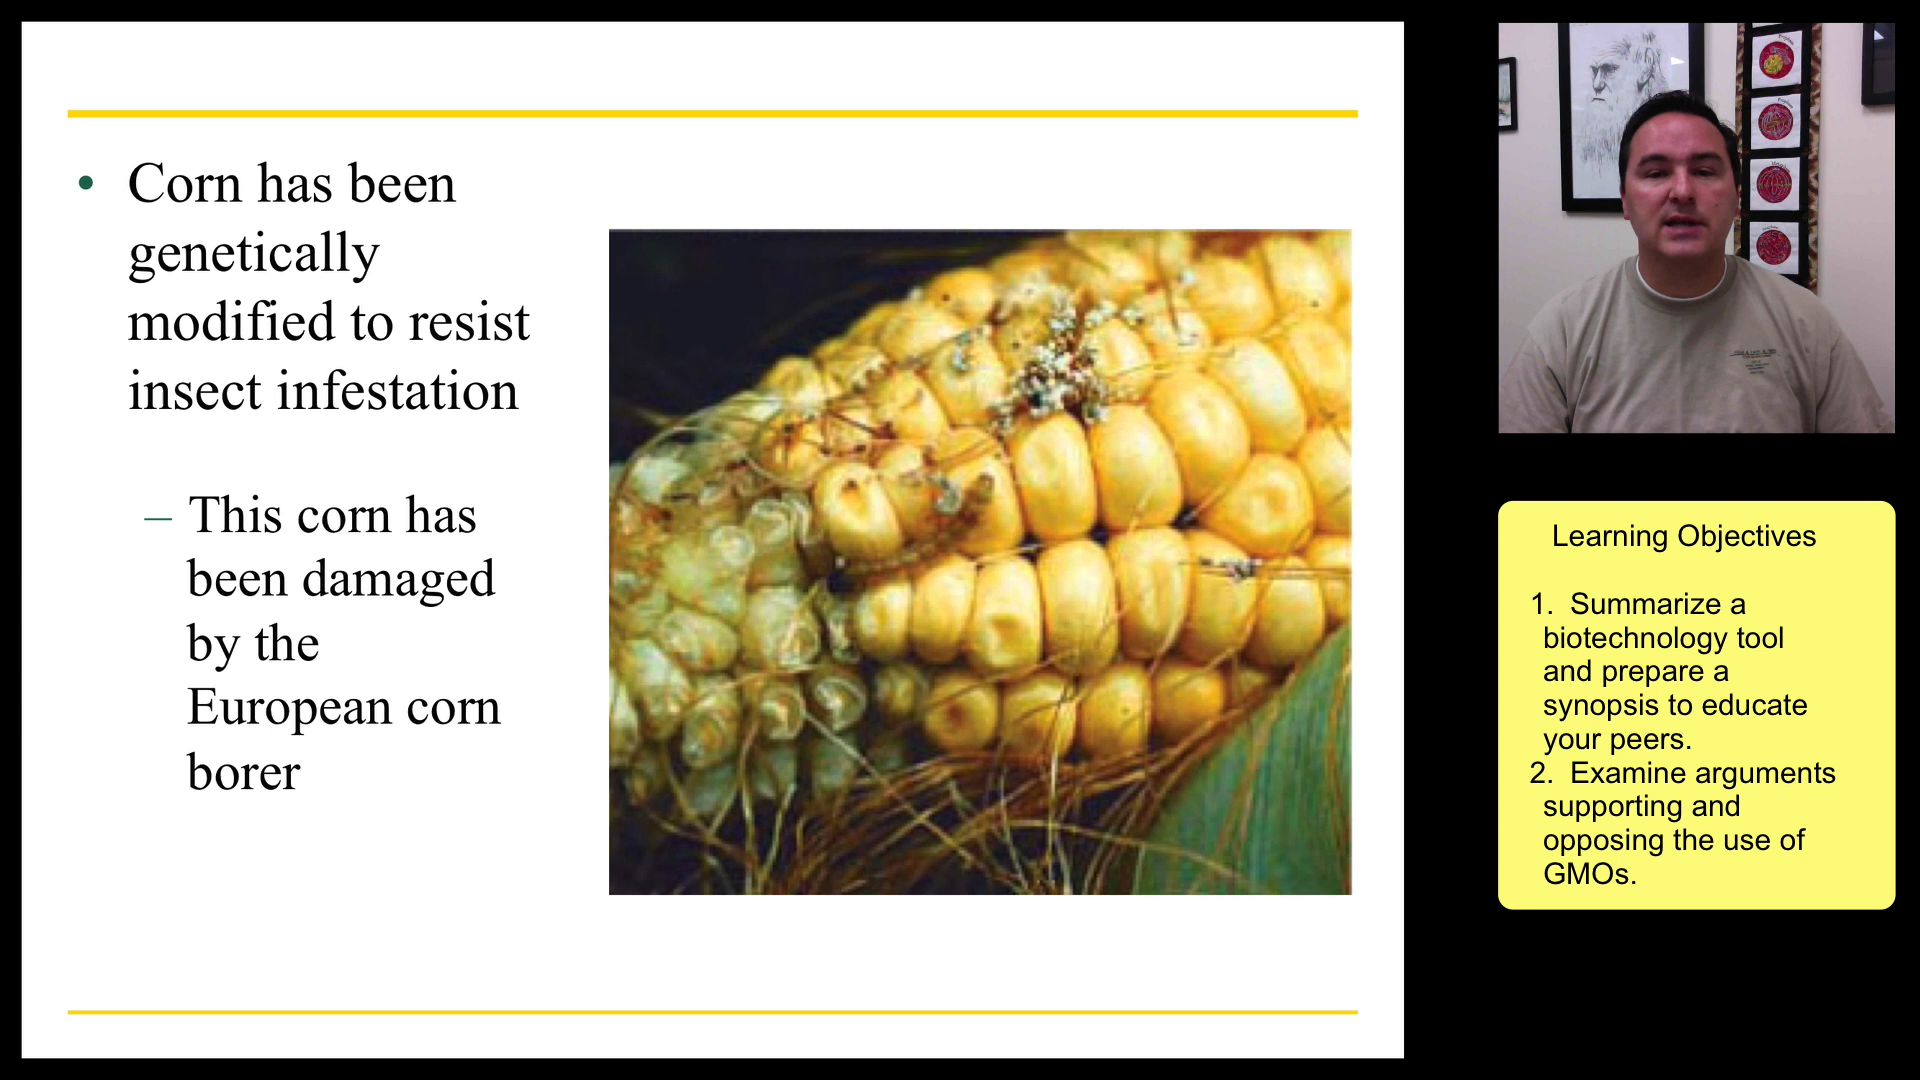 • Corn has been
genetically
modified to resist
insect infestation
– This corn has
been damaged
by the
European corn
borer
Learning Objectives
1. Summarize a
biotechnology tool
and prepare a
synopsis to educate
your peers.
2. Examine arguments
supporting and
opposing the use of
GMOs.